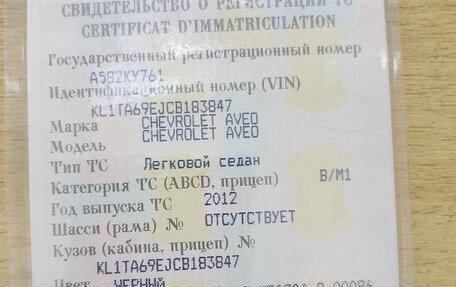 СВИДЕТЕЛЬСТВО О РЕГИСТРАЦИИ ТС
CERTIFICAT D'IMMATRICULATION
Государственный регистрационный номер
А582КУ761
Идентификационный номер (VIN)
KL1TA69EJCB183847
Марка CHEVROLET AVEO
Модель CHEVROLET AVEO
Тип ТС Легковой седан
Категория ТС (ABCD, прицеп) B/M1
Год выпуска ТС 2012
Шасси (рама) № ОТСУТСТВУЕТ
Кузов (кабина, прицеп) №
KL1TA69EJCB183847
Цвет ЧЕРНЫЙ